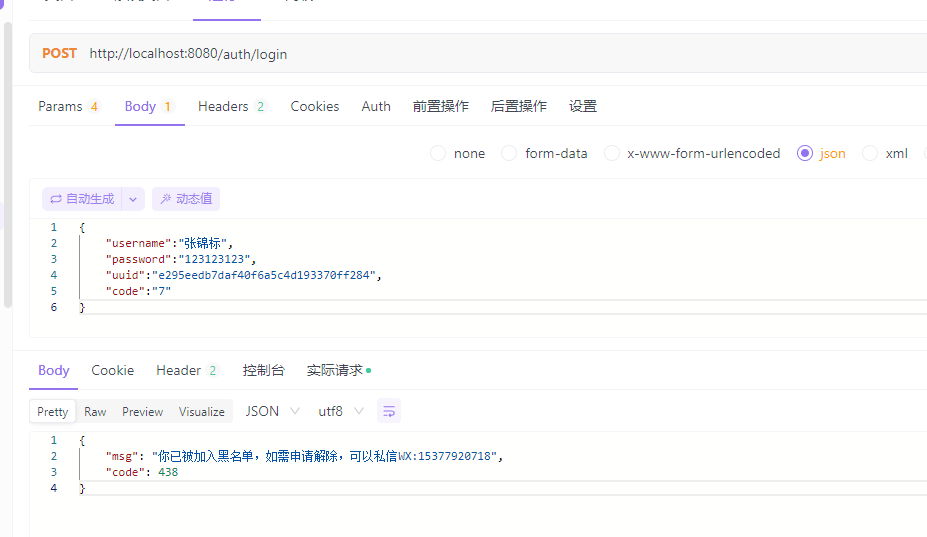 POST http://localhost:8080/auth/login
Params 4 Body 1 Headers 2 Cookies Auth 前置操作 后置操作 设置
none form-data x-www-form-urlencoded json xml
自动生成 动态值
1 {
2 "username":"张锦标",
3 "password":"123123123",
4 "uuid":"e295eedb7daf40f6a5c4d193370ff284",
5 "code":"7"
6 }
Body Cookie Header 2 控制台 实际请求
Pretty Raw Preview Visualize JSON utf8
1 {
2 "msg": "你已被加入黑名单，如需申请解除，可以私信WX:15377920718",
3 "code": 438
4 }